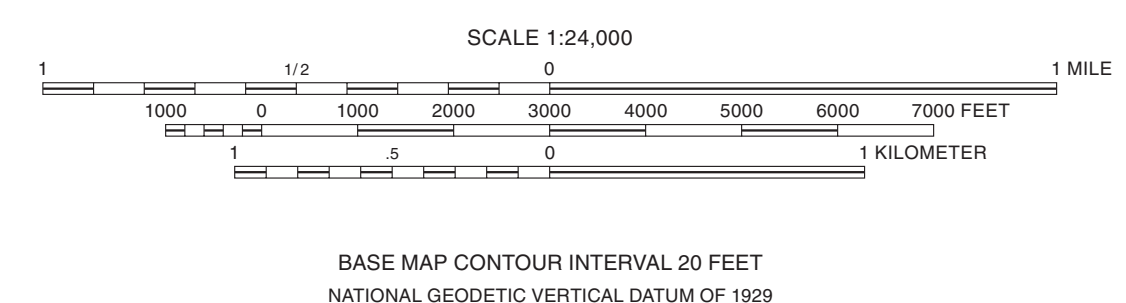 SCALE 1:24,000
1 1/2 0 1 MILE
1000 0 1000 2000 3000 4000 5000 6000 7000 FEET
1 .5 0 1 KILOMETER
BASE MAP CONTOUR INTERVAL 20 FEET
NATIONAL GEODETIC VERTICAL DATUM OF 1929